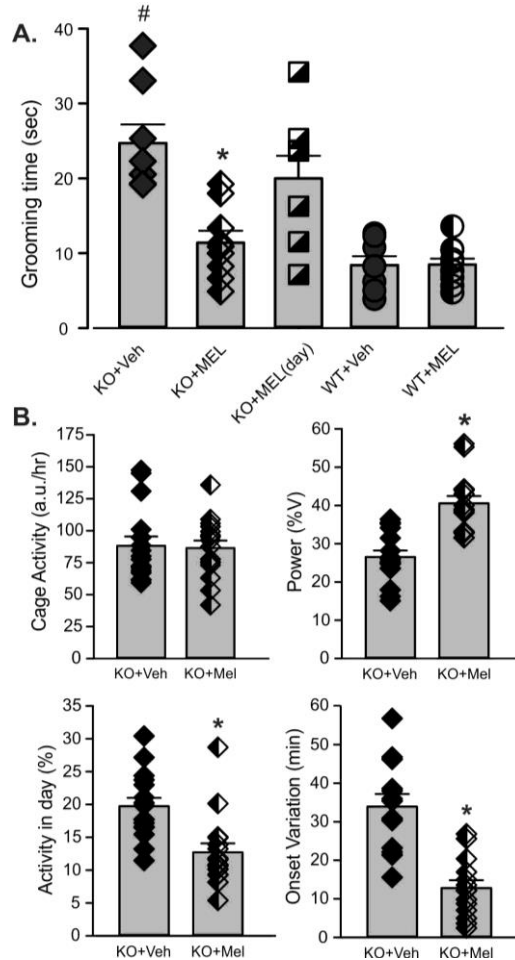 A.
#
*
Grooming time (sec)
40
30
20
10
0
KO+Veh
KO+MEL
KO+MEL(day)
WT+Veh
WT+MEL
B.
Cage Activity (a.u./hr)
175
150
125
100
75
50
25
0
KO+Veh KO+Mel
*
Power (%V)
60
50
40
30
20
10
0
KO+Veh KO+Mel
*
Activity in day (%)
35
30
25
20
15
10
5
0
KO+Veh KO+Mel
*
Onset Variation (min)
60
50
40
30
20
10
0
KO+Veh KO+Mel